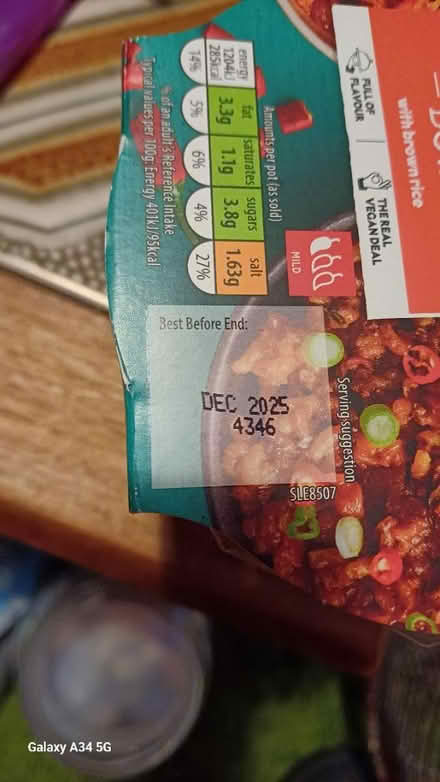 with brown rice
FULL OF
FLAVOUR
THE REAL
VEGAN DEAL
MILD
Amounts per pot (as sold)
energy
1204kJ
285kcal
14%
fat
3.3g
5%
saturates
1.1g
6%
sugars
3.8g
4%
salt
1.63g
27%
% of an adult's Reference Intake
Typical values per 100g: Energy 401kJ/95kcal
Best Before End:
DEC 2025
4346
Serving suggestion
SLE8507
Galaxy A34 5G